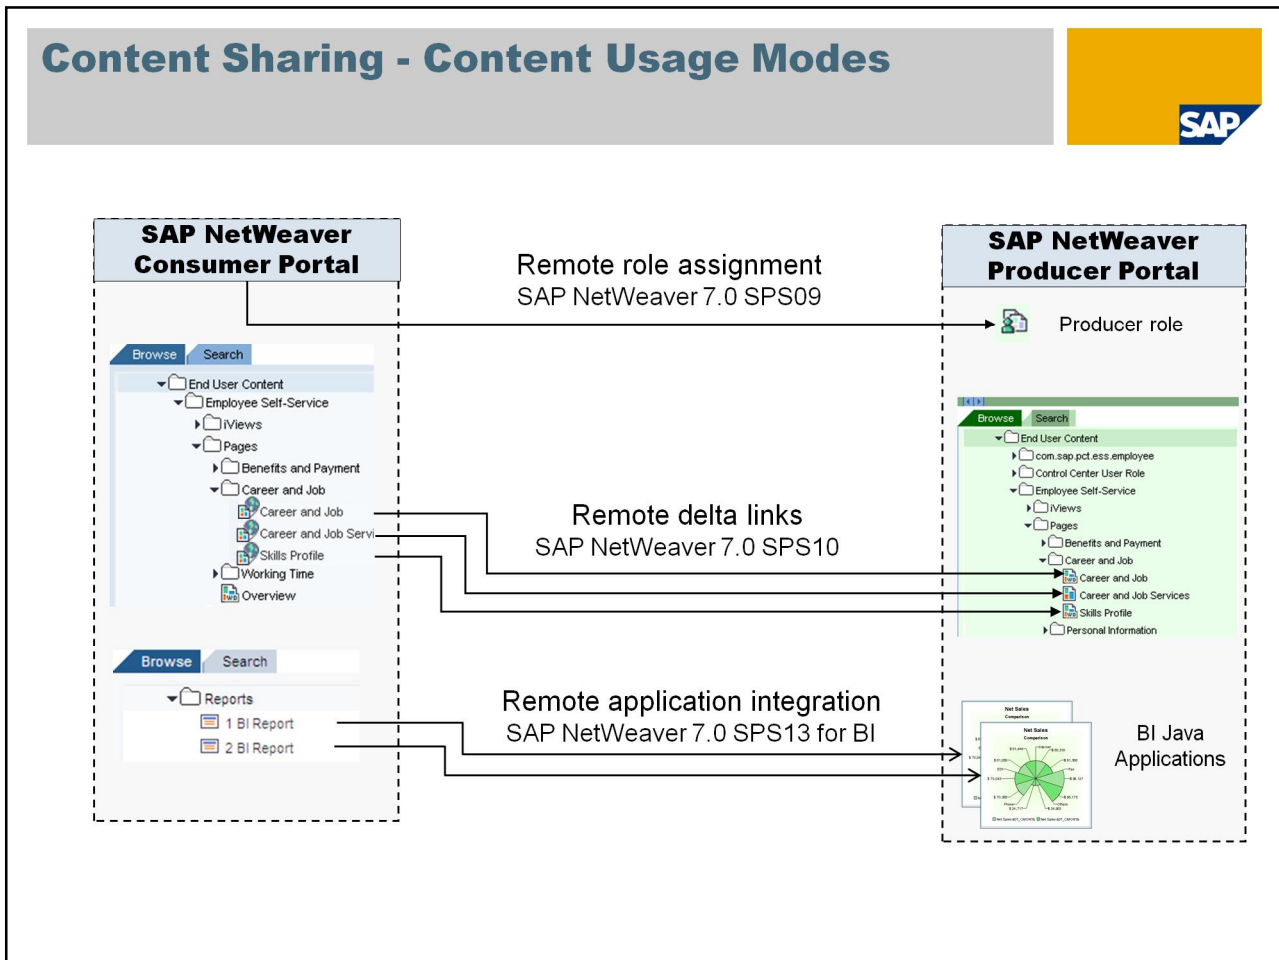 Content Sharing - Content Usage Modes
SAP
SAP NetWeaver
Consumer Portal
Browse
Search
End User Content
Employee Self-Service
iViews
Pages
Benefits and Payment
Career and Job
Career and Job
Career and Job Servi
Skills Profile
Working Time
Overview
Browse
Search
Reports
1 BI Report
2 BI Report
Remote role assignment
SAP NetWeaver 7.0 SPS09
Remote delta links
SAP NetWeaver 7.0 SPS10
Remote application integration
SAP NetWeaver 7.0 SPS13 for BI
SAP NetWeaver
Producer Portal
Producer role
Browse
Search
End User Content
com.sap.pct.ess.employee
Control Center User Role
Employee Self-Service
iViews
Pages
Benefits and Payment
Career and Job
Career and Job
Career and Job Services
Skills Profile
Personal Information
Net Sales
Comparison
Net Sales
Comparison
BI Java
Applications